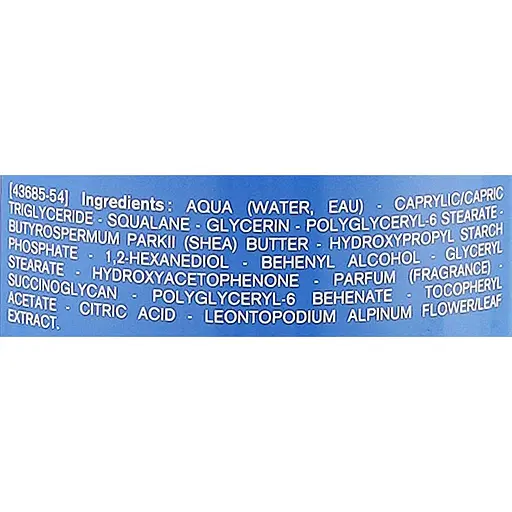 [43685-54] Ingredients: AQUA (WATER, EAU) - CAPRYLIC/CAPRIC
TRIGLYCERIDE - SQUALANE - GLYCERIN - POLYGLYCERYL-6 STEARATE -
BUTYROSPERMUM PARKII (SHEA) BUTTER - HYDROXYPROPYL STARCH
PHOSPHATE - 1,2-HEXANEDIOL - BEHENYL ALCOHOL - GLYCERYL
STEARATE - HYDROXYACETOPHENONE - PARFUM (FRAGRANCE) -
SUCCINOGLYCAN - POLYGLYCERYL-6 BEHENATE - TOCOPHERYL
ACETATE - CITRIC ACID - LEONTOPODIUM ALPINUM FLOWER/LEAF
EXTRACT.